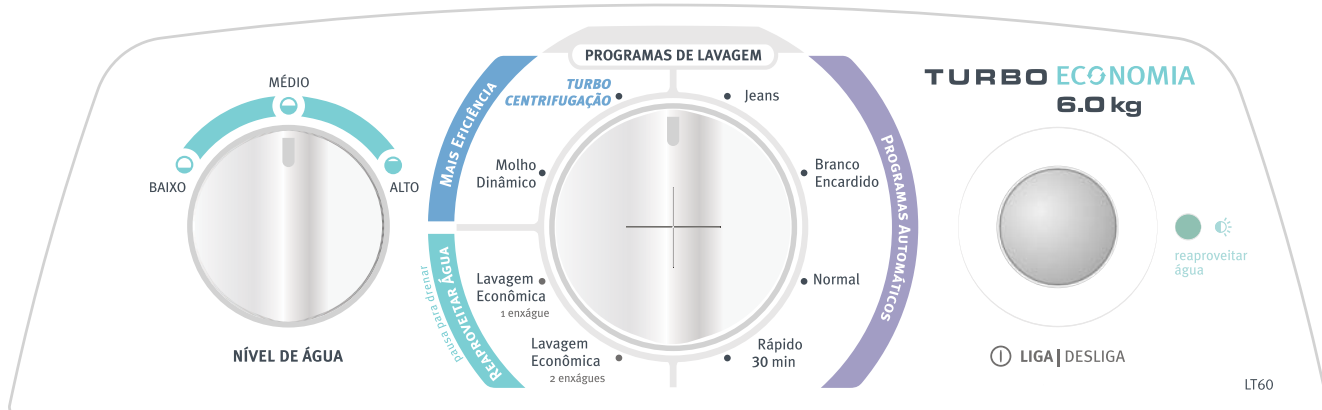 MÉDIO
BAIXO
ALTO
NÍVEL DE ÁGUA
PROGRAMAS DE LAVAGEM
MAIS EFICIÊNCIA
TURBO
CENTRIFUGAÇÃO
Molho
Dinâmico
REAPROVEITAR ÁGUA
pausa para drenar
Lavagem
Econômica
1 enxágue
Lavagem
Econômica
2 enxágues
Jeans
Branco
Encardido
Normal
Rápido
30 min
PROGRAMAS AUTOMÁTICOS
TURBO ECONOMIA
6.0 kg
reaproveitar
água
LIGA | DESLIGA
LT60